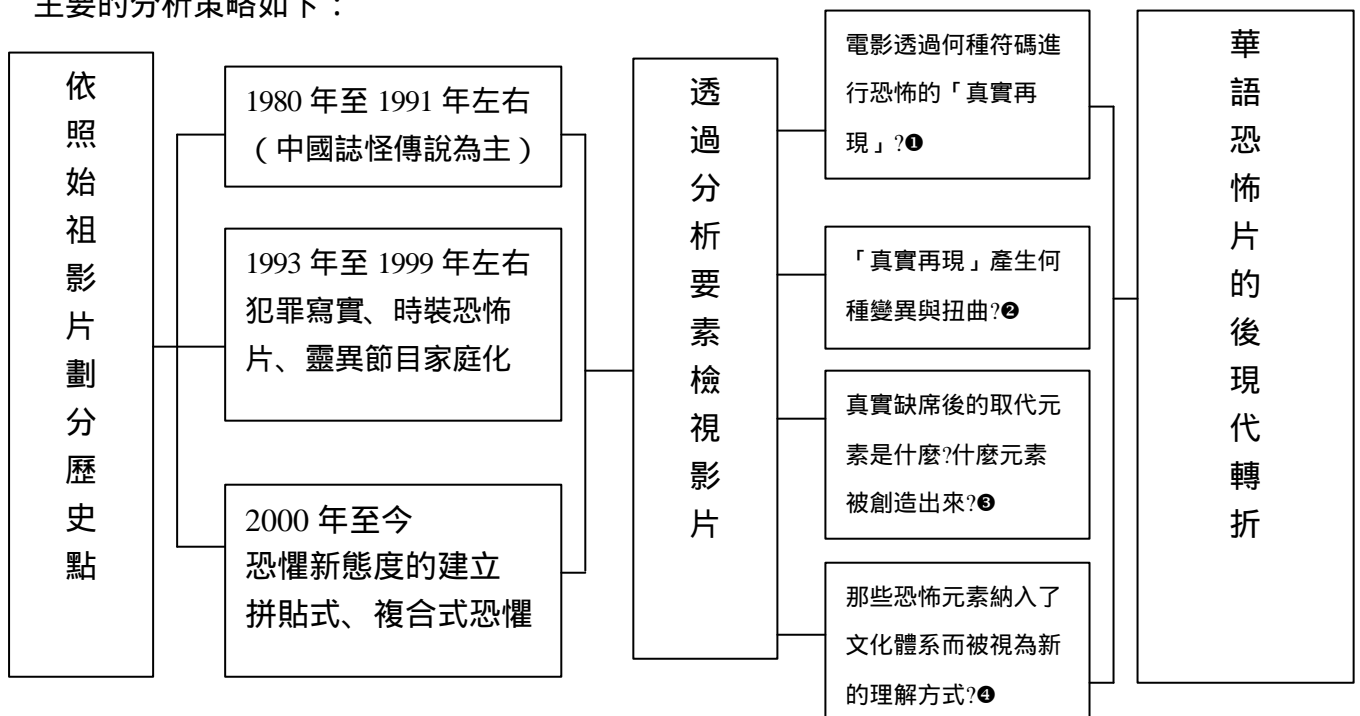 主要的分析策略如下：
依照始祖影片劃分歷史點
1980 年至 1991 年左右
（中國誌怪傳說為主）
1993 年至 1999 年左右
犯罪寫實、時裝恐怖
片、靈異節目家庭化
2000 年至今
恐懼新態度的建立
拼貼式、複合式恐懼
透過分析要素檢視影片
電影透過何種符碼進
行恐怖的「真實再
現」?❶
「真實再現」產生何
種變異與扭曲?❷
真實缺席後的取代元
素是什麼?什麼元素
被創造出來?❸
那些恐怖元素納入了
文化體系而被視為新
的理解方式?❹
華語恐怖片的後現代轉折